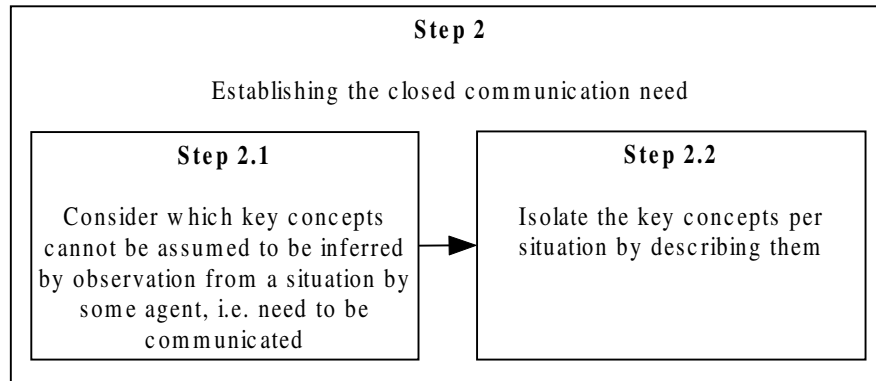 Step 2
Establishing the closed communication need
Step 2.1
Consider which key concepts
cannot be assumed to be inferred
by observation from a situation by
some agent, i.e. need to be
communicated
Step 2.2
Isolate the key concepts per
situation by describing them